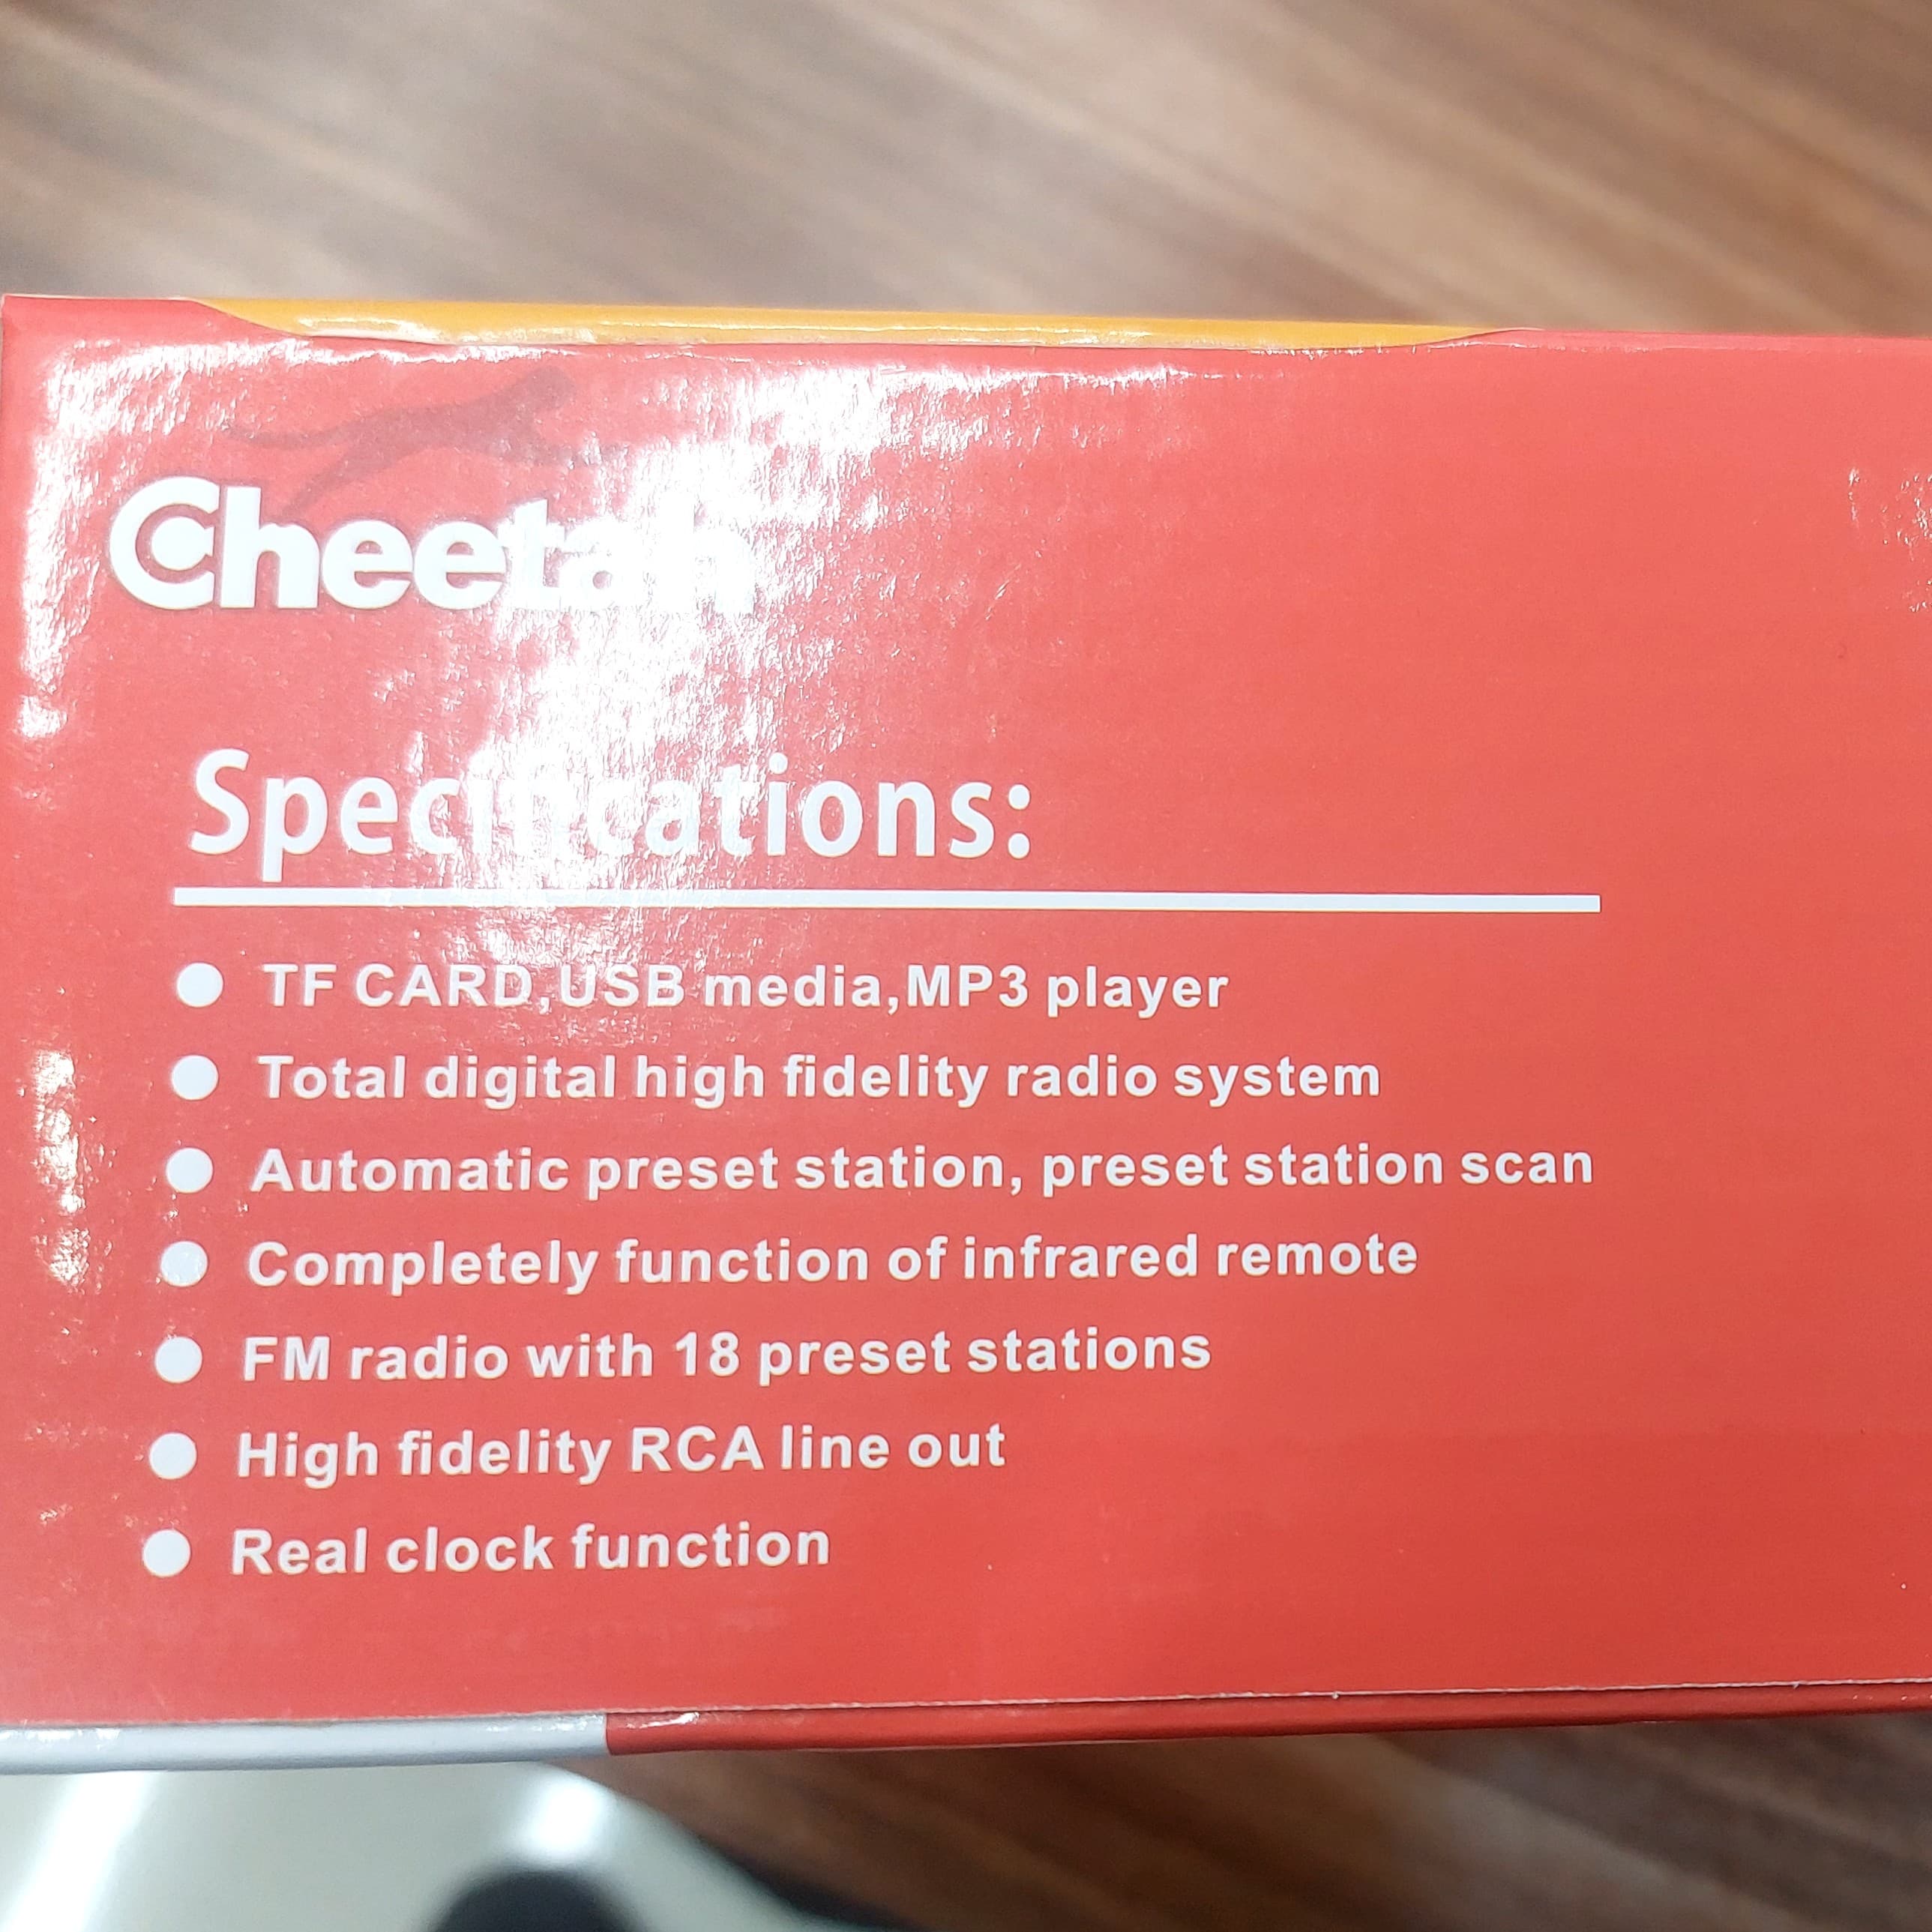 Cheetah
Specifications:
TF CARD,USB media,MP3 player
Total digital high fidelity radio system
Automatic preset station, preset station scan
Completely function of infrared remote
FM radio with 18 preset stations
High fidelity RCA line out
Real clock function